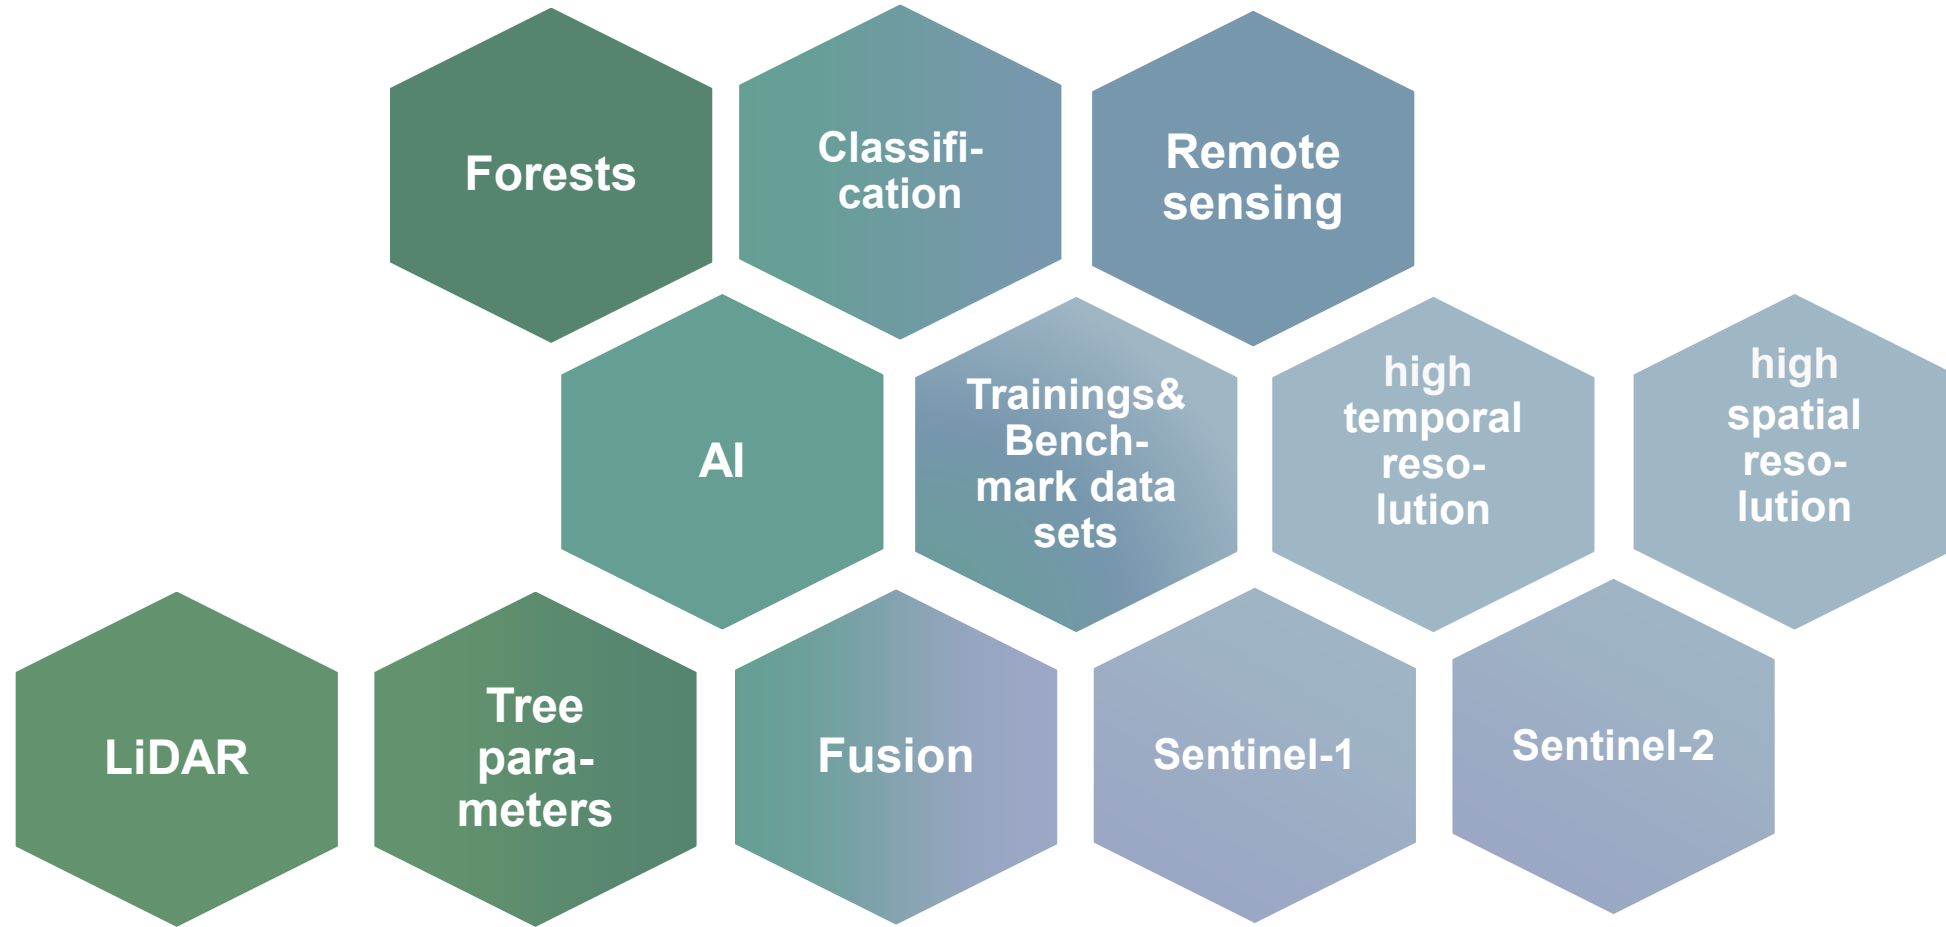 Forests
Classifi-
cation
Remote
sensing
AI
Trainings&
Bench-
mark data
sets
high
temporal
reso-
lution
high
spatial
reso-
lution
LiDAR
Tree
para-
meters
Fusion
Sentinel-1
Sentinel-2